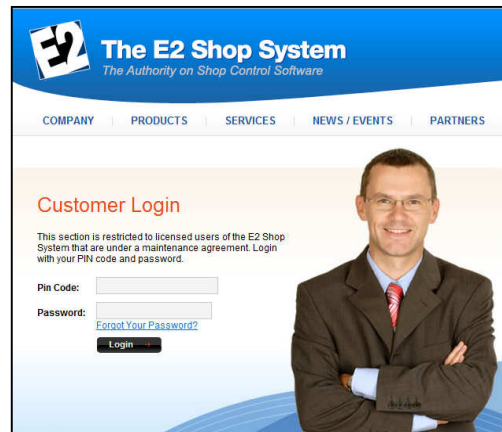 E2 The E2 Shop System
The Authority on Shop Control Software
COMPANY PRODUCTS SERVICES NEWS / EVENTS PARTNERS
Customer Login
This section is restricted to licensed users of the E2 Shop
System that are under a maintenance agreement. Login
with your PIN code and password.
Pin Code:
Password:
Forgot Your Password?
Login